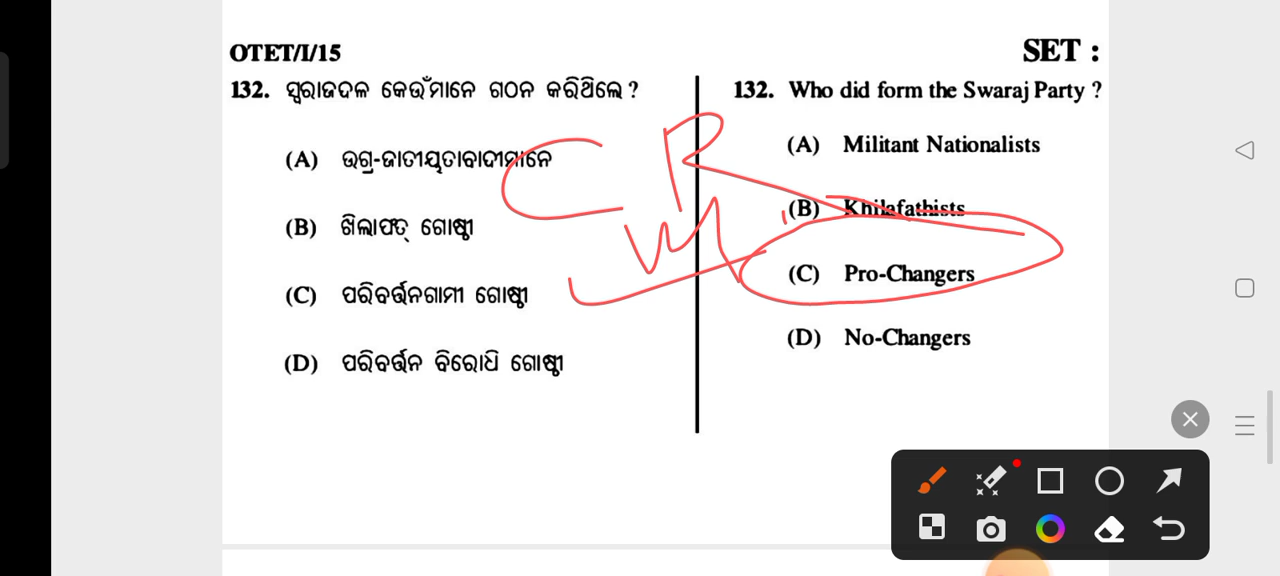 OTET/I/15
SET :
132. ସ୍ୱରାଜଦଳ କେଉଁମାନେ ଗଠନ କରିଥିଲେ ?
(A) ଉଗ୍ର-ଜାତୀୟତାବାଦୀମାନେ
(B) ଖିଲାଫତ୍ ଗୋଷ୍ଠୀ
(C) ପରିବର୍ତ୍ତନଗାମୀ ଗୋଷ୍ଠୀ
(D) ପରିବର୍ତ୍ତନ ବିରୋଧି ଗୋଷ୍ଠୀ
132. Who did form the Swaraj Party ?
(A) Militant Nationalists
(B) Khilafathists
(C) Pro-Changers
(D) No-Changers
C R